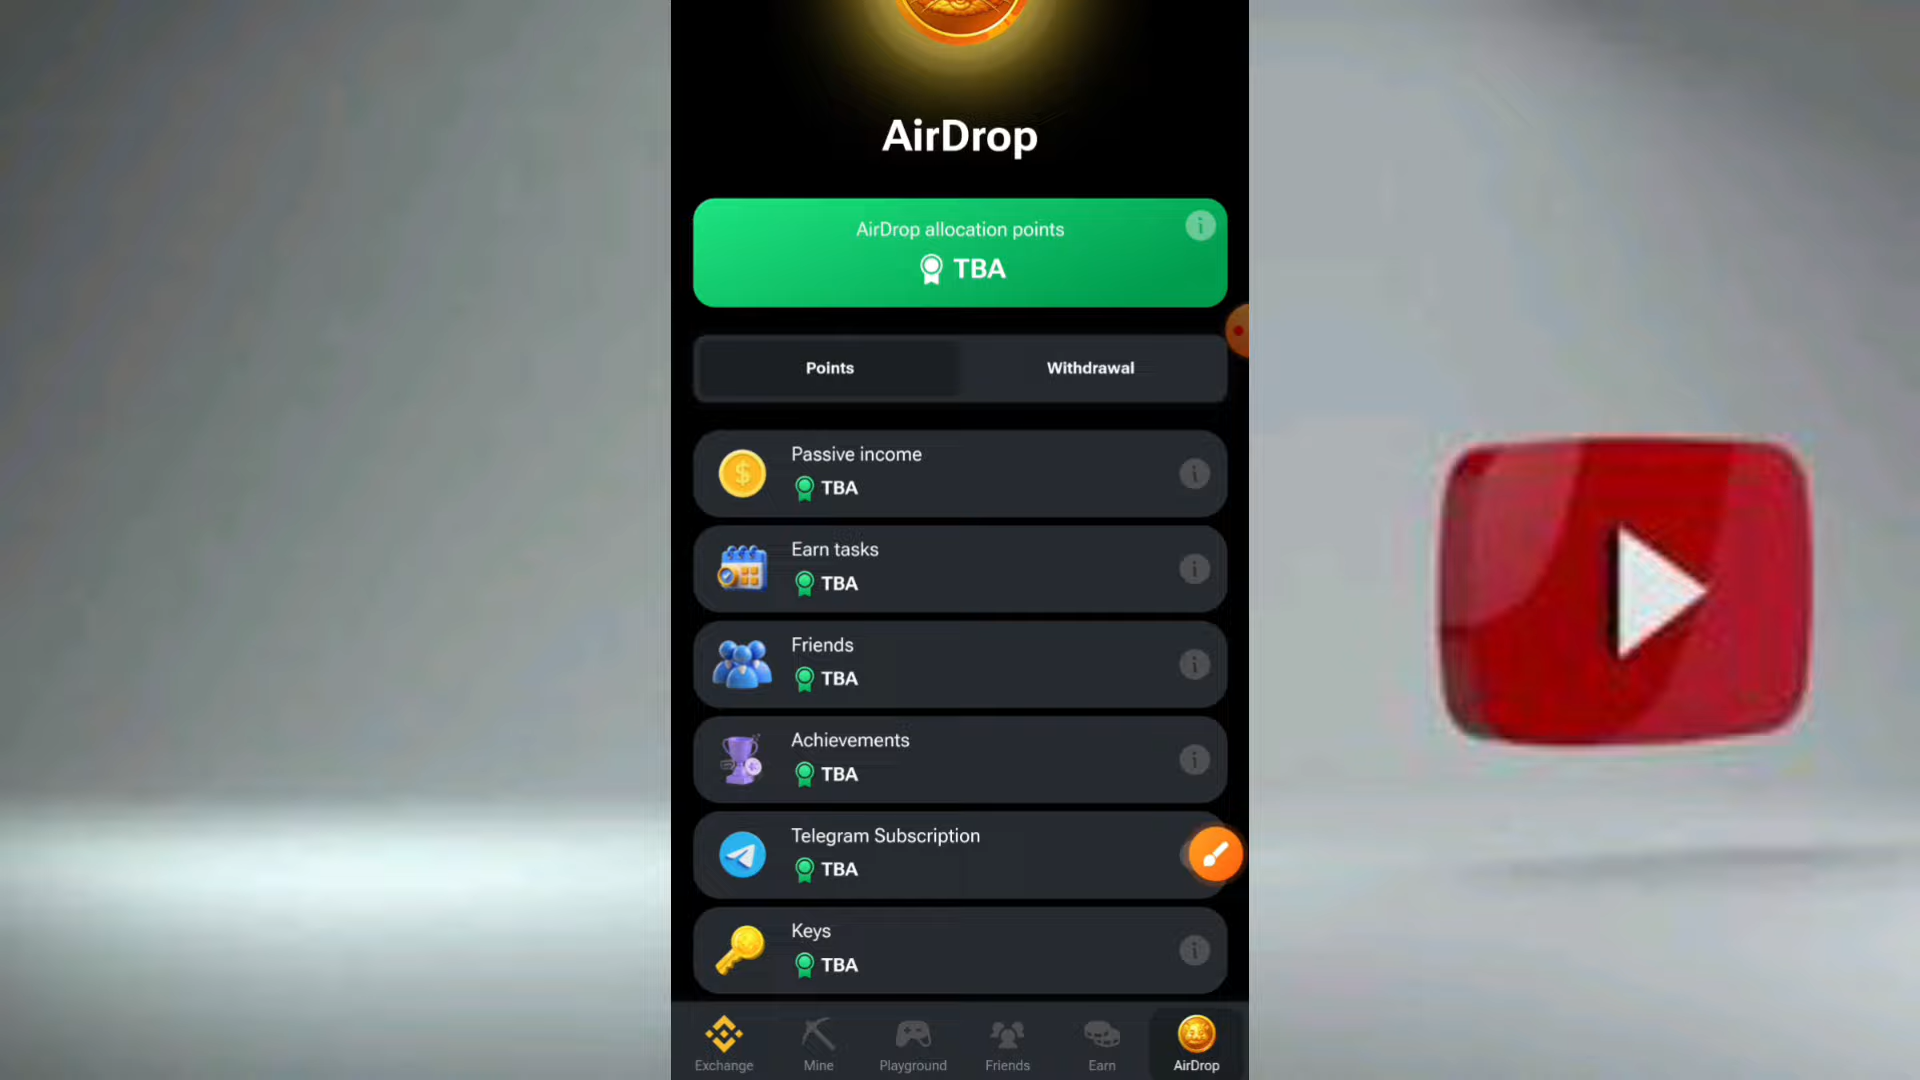 AirDrop
AirDrop allocation points
TBA
Points
Withdrawal
Passive income
TBA
Earn tasks
TBA
Friends
TBA
Achievements
TBA
Telegram Subscription
TBA
Keys
TBA
Exchange
Mine
Playground
Friends
Earn
AirDrop